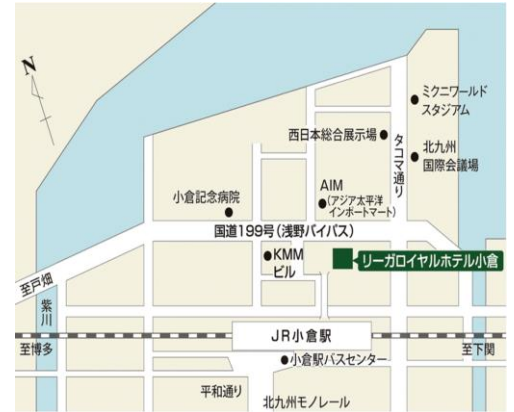 N
ミクニワールド
スタジアム
西日本総合展示場
タコマ通り
北九州
国際会議場
小倉記念病院
AIM
(アジア太平洋
インポートマート)
国道199号(浅野バイパス)
KMM
ビル
リーガロイヤルホテル小倉
至戸畑
紫川
JR小倉駅
至博多
至下関
小倉駅バスセンター
平和通り
北九州モノレール